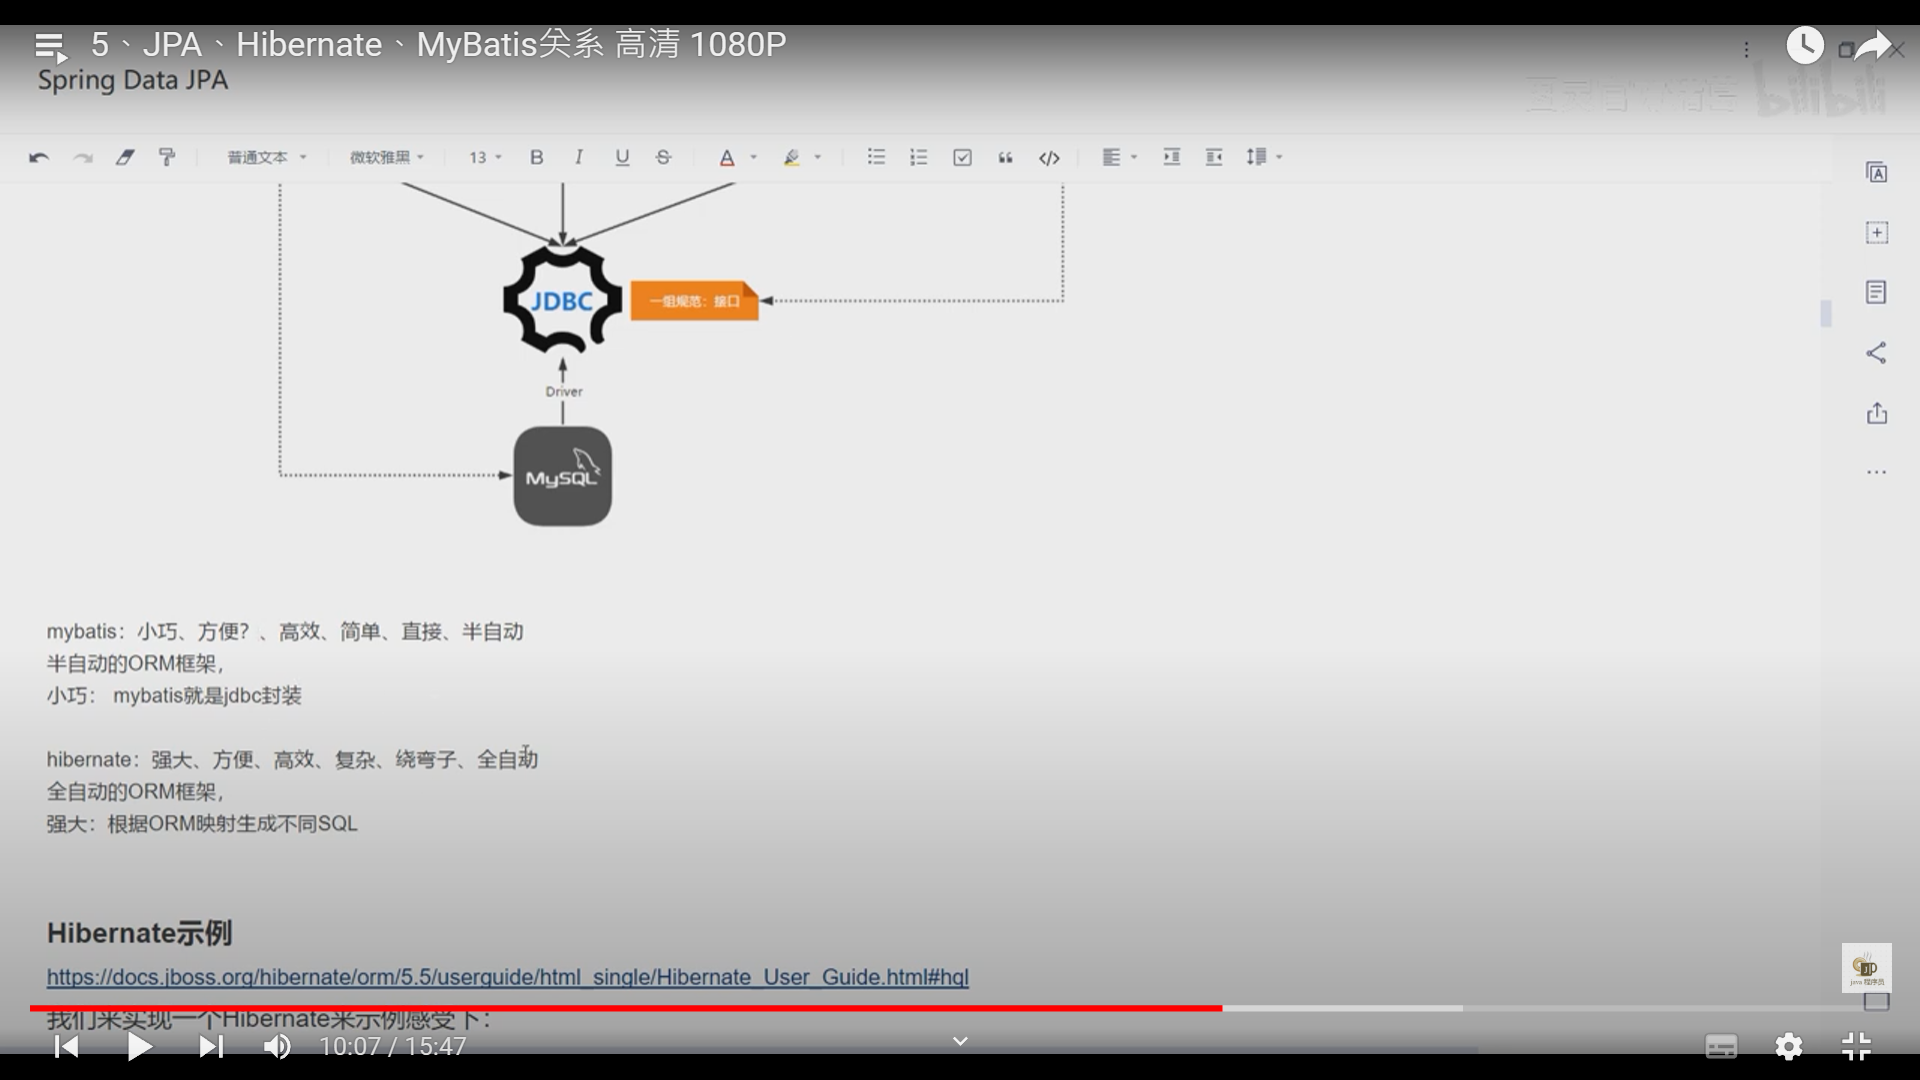 5、JPA、Hibernate、MyBatis关系 高清 1080P
Spring Data JPA
bilibili
普通文本
微软雅黑
13
B
I
U
S
A
JDBC
一组规范：接口
Driver
MySQL
mybatis：小巧、方便？、高效、简单、直接、半自动
半自动的ORM框架，
小巧： mybatis就是jdbc封装
hibernate：强大、方便、高效、复杂、绕弯子、全自动
全自动的ORM框架，
强大：根据ORM映射生成不同SQL
Hibernate示例
https://docs.jboss.org/hibernate/orm/5.5/userguide/html_single/Hibernate_User_Guide.html#hql
java 程序员
我们来实现一个Hibernate来示例感受下：
10:07 / 15:47